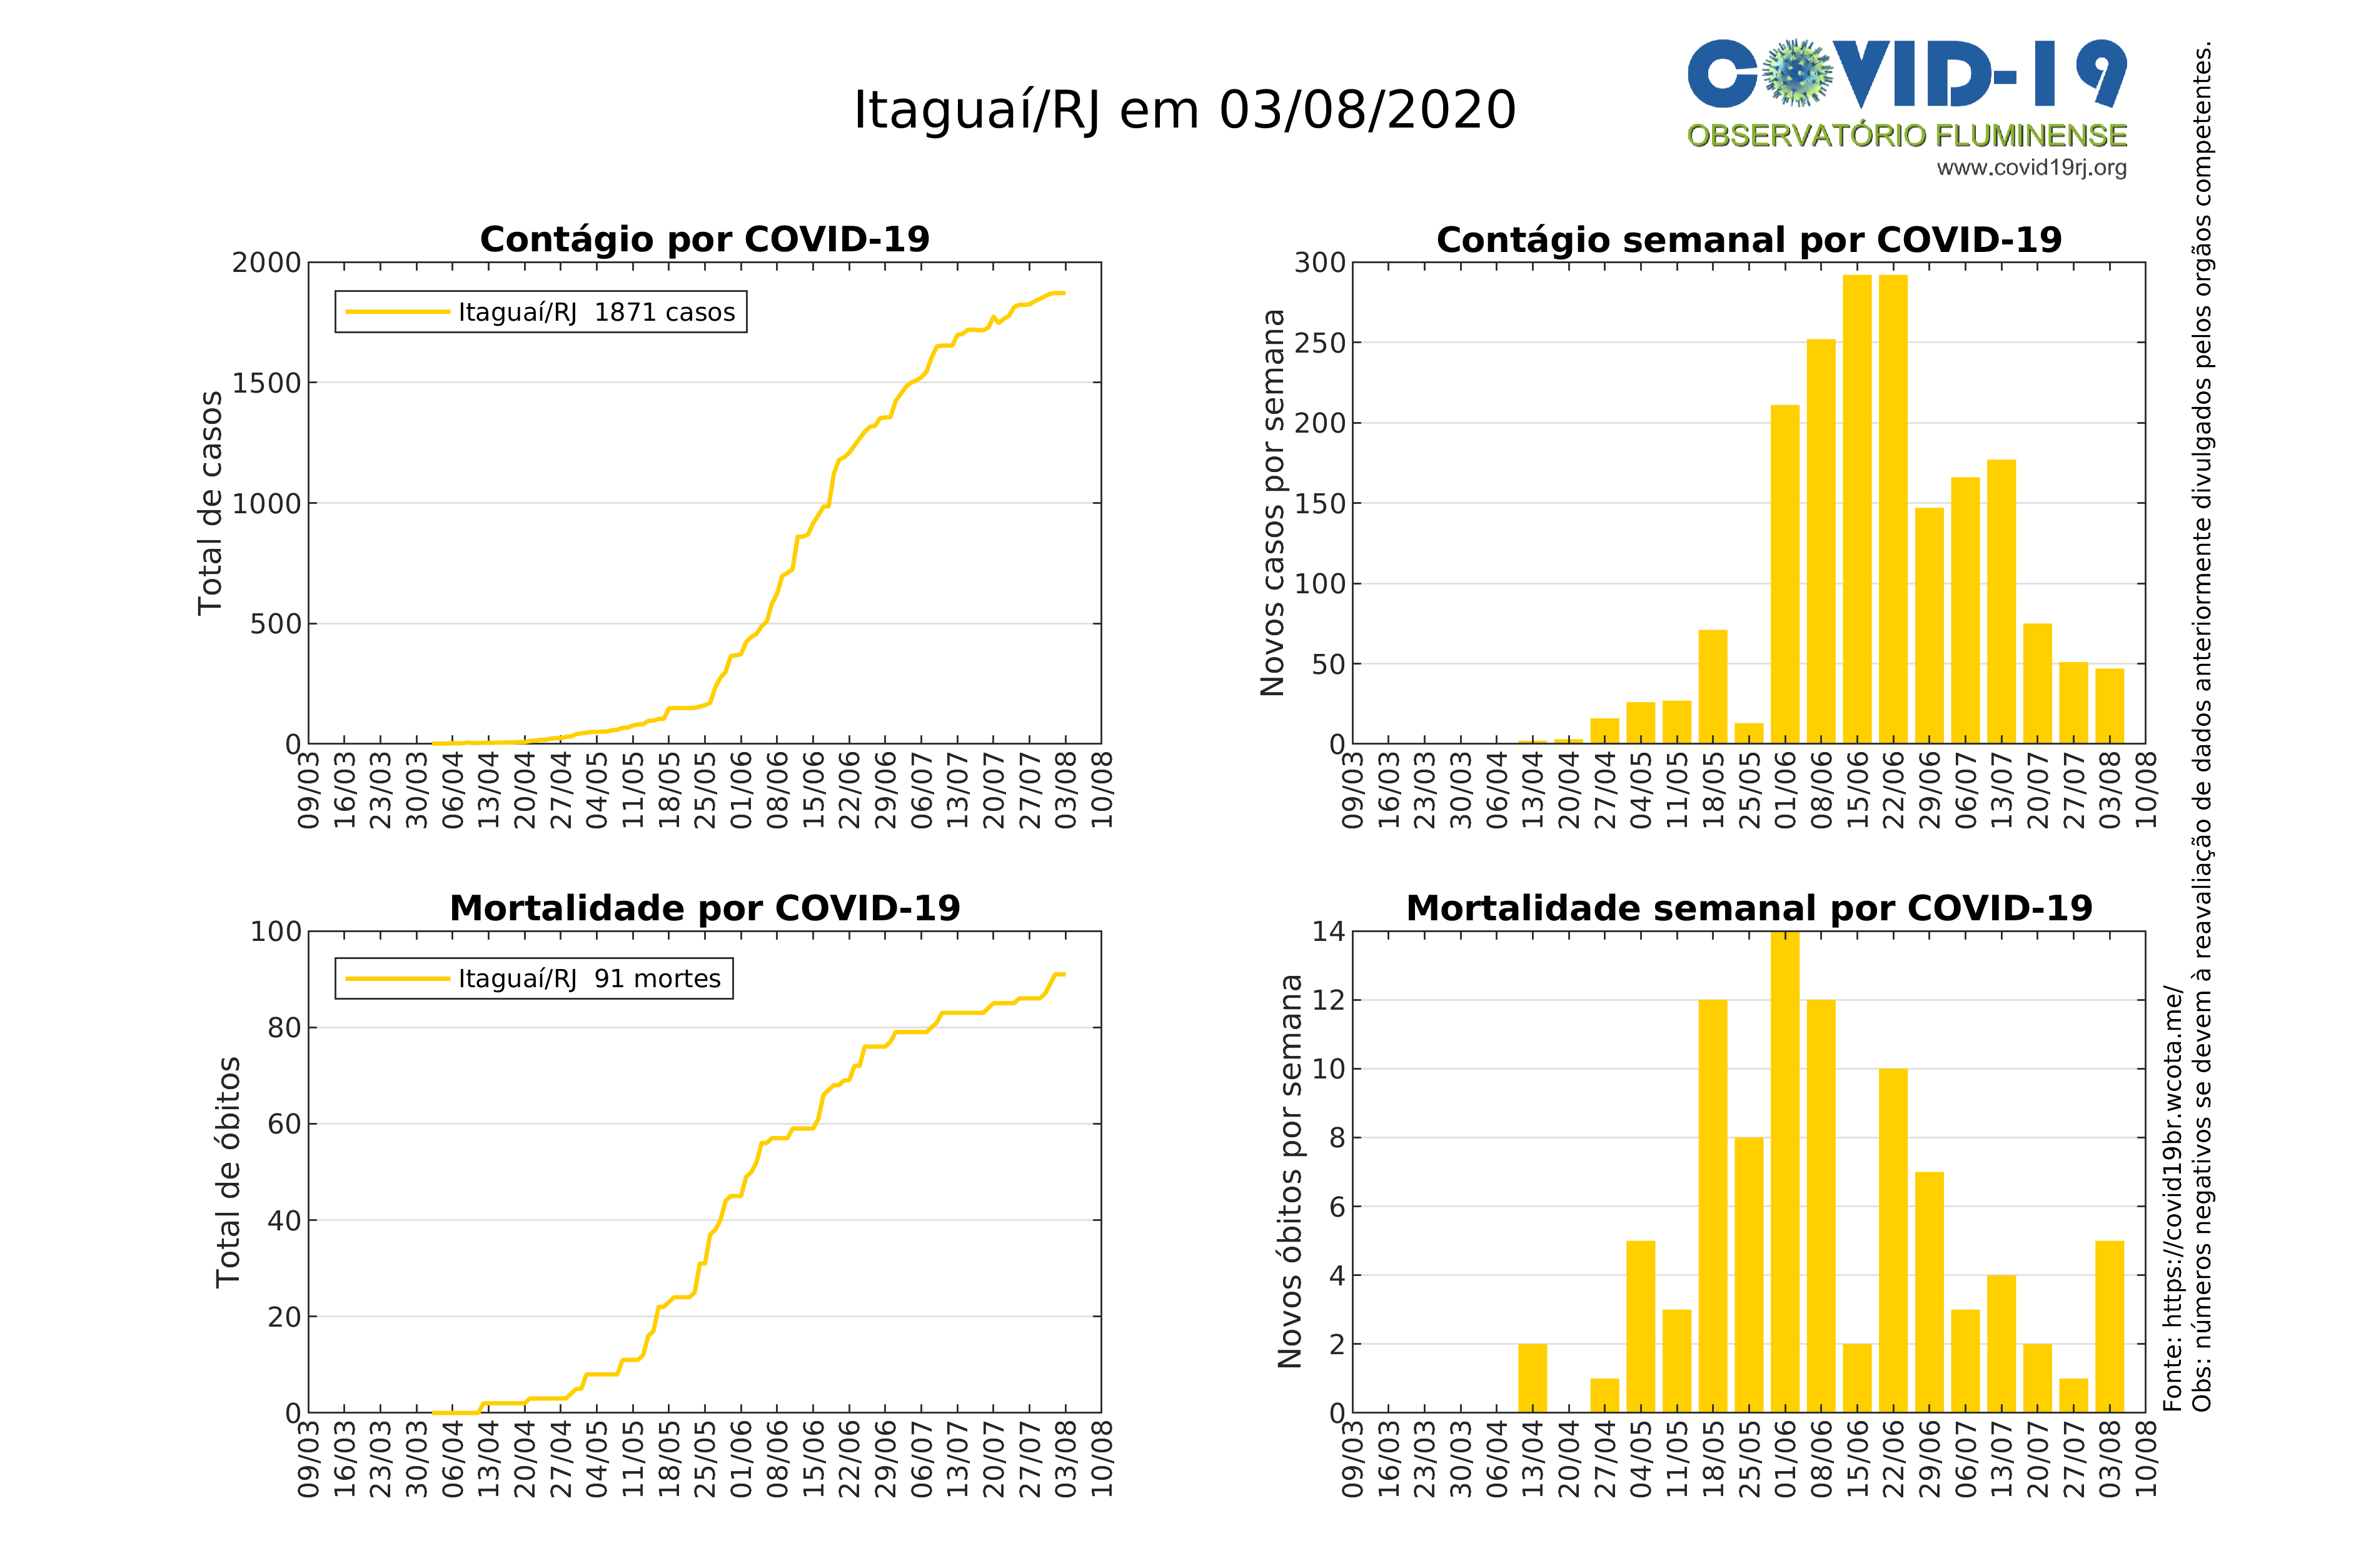 Itaguaí/RJ em 03/08/2020
COVID-19
OBSERVATÓRIO FLUMINENSE
www.covid19rj.org
Contágio por COVID-19
Total de casos
2000
1500
1000
500
0
Itaguaí/RJ 1871 casos
09/03 16/03 23/03 30/03 06/04 13/04 20/04 27/04 04/05 11/05 18/05 25/05 01/06 08/06 15/06 22/06 29/06 06/07 13/07 20/07 27/07 03/08 10/08
Contágio semanal por COVID-19
Novos casos por semana
300
250
200
150
100
50
0
09/03 16/03 23/03 30/03 06/04 13/04 20/04 27/04 04/05 11/05 18/05 25/05 01/06 08/06 15/06 22/06 29/06 06/07 13/07 20/07 27/07 03/08 10/08
Mortalidade por COVID-19
Total de óbitos
100
80
60
40
20
0
Itaguaí/RJ 91 mortes
09/03 16/03 23/03 30/03 06/04 13/04 20/04 27/04 04/05 11/05 18/05 25/05 01/06 08/06 15/06 22/06 29/06 06/07 13/07 20/07 27/07 03/08 10/08
Mortalidade semanal por COVID-19
Novos óbitos por semana
14
12
10
8
6
4
2
0
09/03 16/03 23/03 30/03 06/04 13/04 20/04 27/04 04/05 11/05 18/05 25/05 01/06 08/06 15/06 22/06 29/06 06/07 13/07 20/07 27/07 03/08 10/08
Fonte: https://covid19br.wcota.me/
Obs: números negativos se devem à reavaliação de dados anteriormente divulgados pelos orgãos competentes.